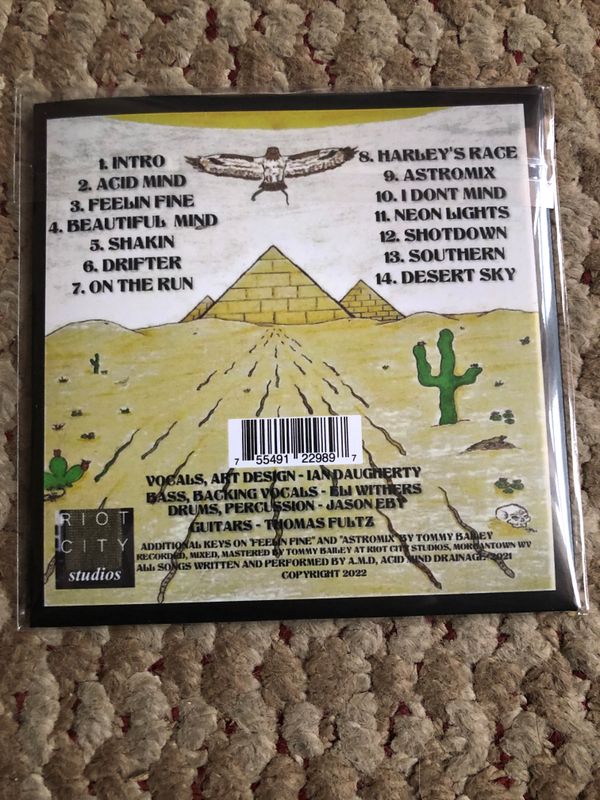 1. INTRO
2. ACID MIND
3. FEELIN FINE
4. BEAUTIFUL MIND
5. SHAKIN
6. DRIFTER
7. ON THE RUN
8. HARLEY'S RACE
9. ASTROMIX
10. I DONT MIND
11. NEON LIGHTS
12. SHOTDOWN
13. SOUTHERN
14. DESERT SKY
7 55491 22989 7
VOCALS, ART DESIGN - IAN DAUGHERTY
BASS, BACKING VOCALS - ELI WITHERS
DRUMS, PERCUSSION - JASON EBY
GUITARS - THOMAS FULTZ
RIOT
CITY
studios
ADDITIONAL KEYS ON "FEELIN FINE" AND "ASTROMIX" BY TOMMY BAILEY
RECORDED, MIXED, MASTERED BY TOMMY BAILEY AT RIOT CITY STUDIOS, MORGANTOWN WV
ALL SONGS WRITTEN AND PERFORMED BY A.M.D, ACID MIND DRAINAGE 2021
COPYRIGHT 2022